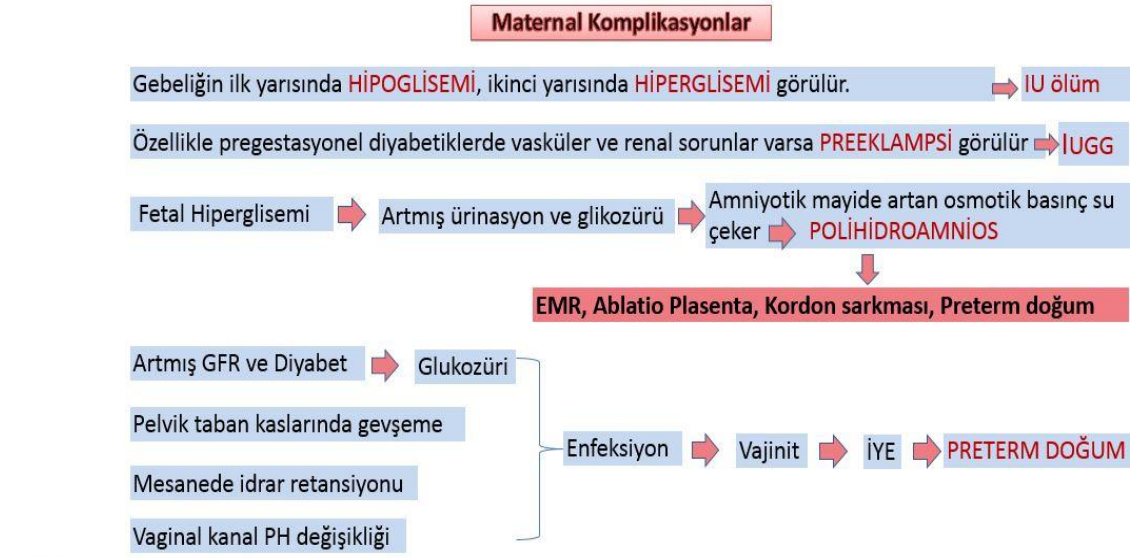 Maternal Komplikasyonlar
Gebeliğin ilk yarısında HİPOGLİSEMİ, ikinci yarısında HİPERGLİSEMİ görülür.
IU ölüm
Özellikle pregestasyonel diyabetiklerde vasküler ve renal sorunlar varsa PREEKLAMPSİ görülür
IUGG
Fetal Hiperglisemi
Artmış ürinasyon ve glikozürü
Amniyotik mayide artan osmotik basınç su
çeker POLİHİDROAMNİOS
EMR, Ablatio Plasenta, Kordon sarkması, Preterm doğum
Artmış GFR ve Diyabet
Glukozüri
Pelvik taban kaslarında gevşeme
Mesanede idrar retansiyonu
Vaginal kanal PH değişikliği
Enfeksiyon
Vajinit
İYE
PRETERM DOĞUM